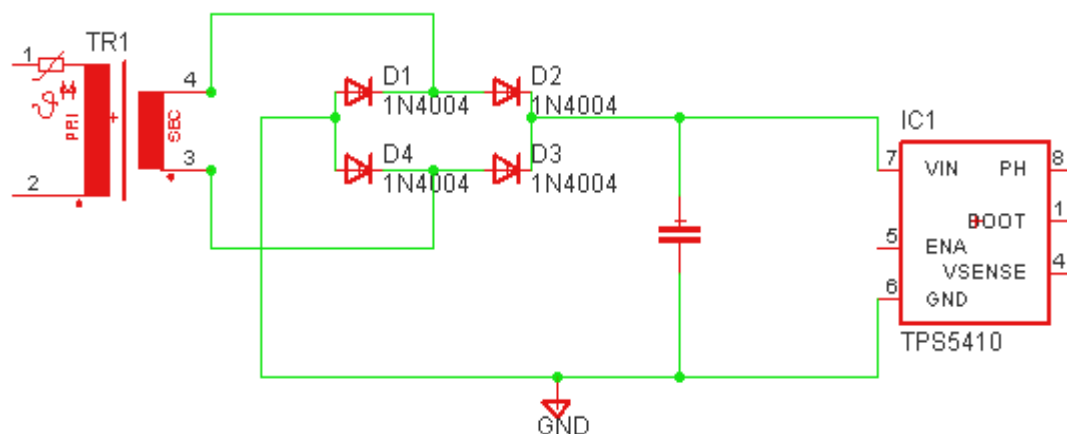 TR1
1
2
PRI
SEC
4
3
D1
1N4004
D2
1N4004
D4
1N4004
D3
1N4004
GND
IC1
7
VIN
PH
8
BOOT
1
5
ENA
VSENSE
4
6
GND
TPS5410